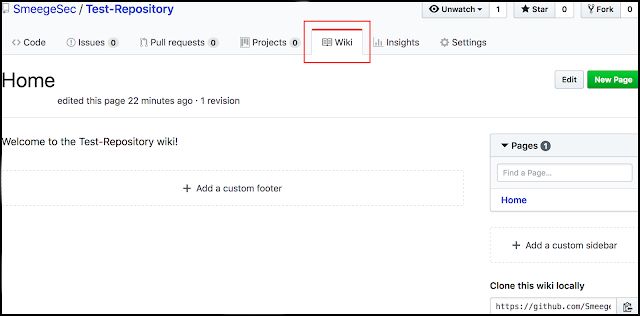 SmeegeSec / Test-Repository
Unwatch 1 Star 0 Fork 0
Code Issues 0 Pull requests 0 Projects 0 Wiki Insights Settings
Home
Edit New Page
edited this page 22 minutes ago · 1 revision
Welcome to the Test-Repository wiki!
+ Add a custom footer
Pages 1
Find a Page...
Home
+ Add a custom sidebar
Clone this wiki locally
https://github.com/Smeege